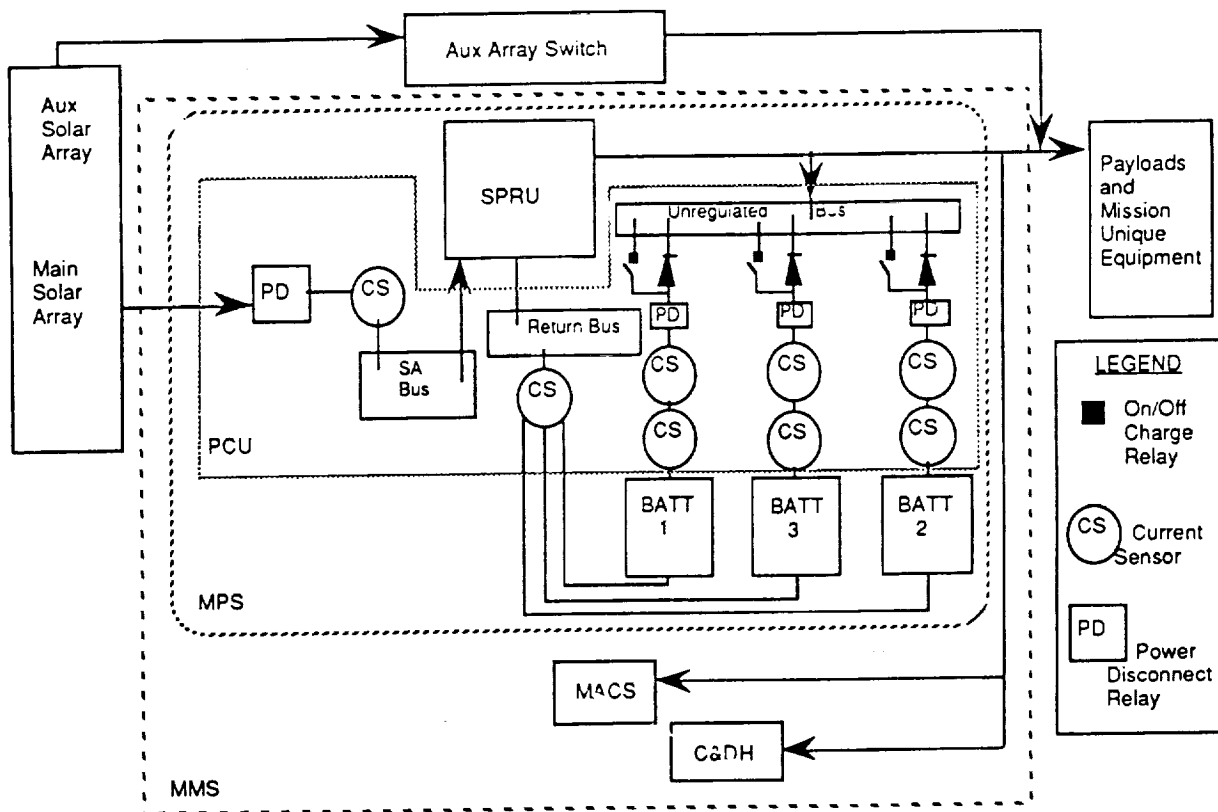 Aux Array Switch
Aux
Solar
Array
Main
Solar
Array
SPRU
Unregulated Bus
Payloads
and
Mission
Unique
Equipment
PD
CS
SA
Bus
Return Bus
CS
PD
PD
PD
CS
CS
CS
CS
CS
CS
PCU
BATT
1
BATT
3
BATT
2
MPS
MACS
C&DH
MMS
LEGEND
On/Off
Charge
Relay
CS Current
Sensor
PD Power
Disconnect
Relay